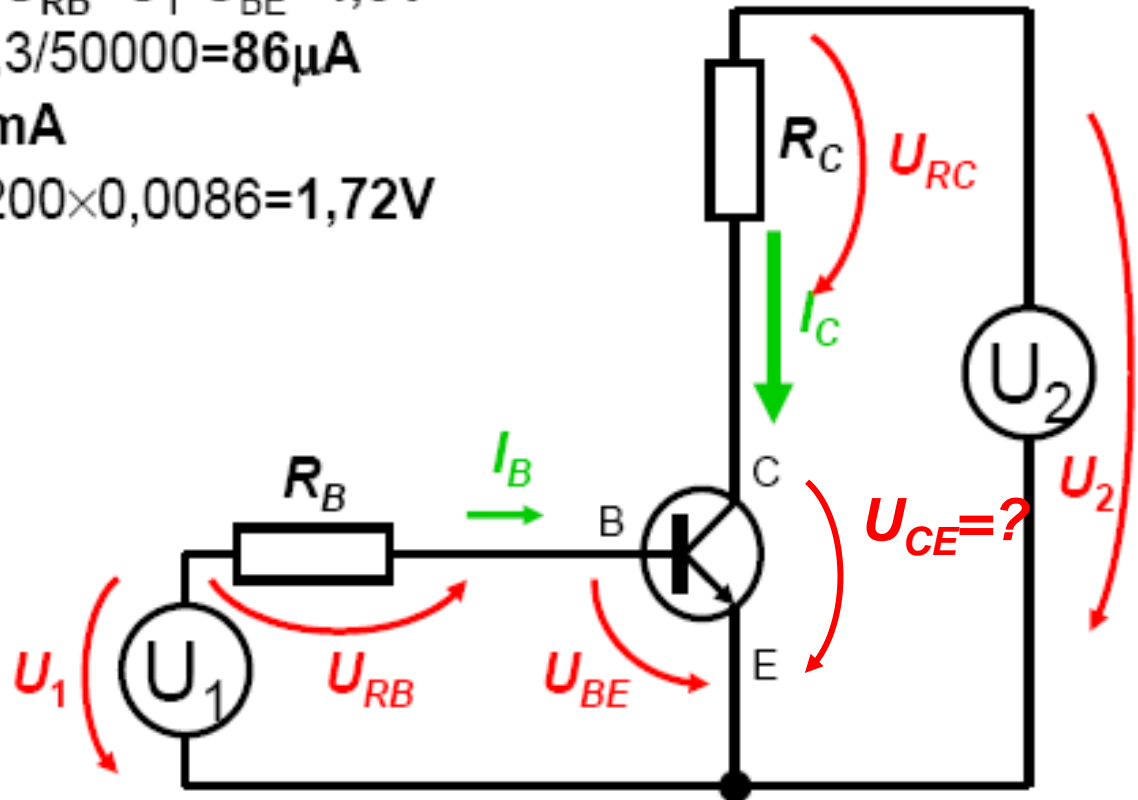 ,3/50000=86µA
mA
200×0,0086=1,72V
R_C
U_RC
I_C
U_2
U_2
I_B
R_B
C
B
U_CE=?
E
U_1
U_1
U_RB
U_BE